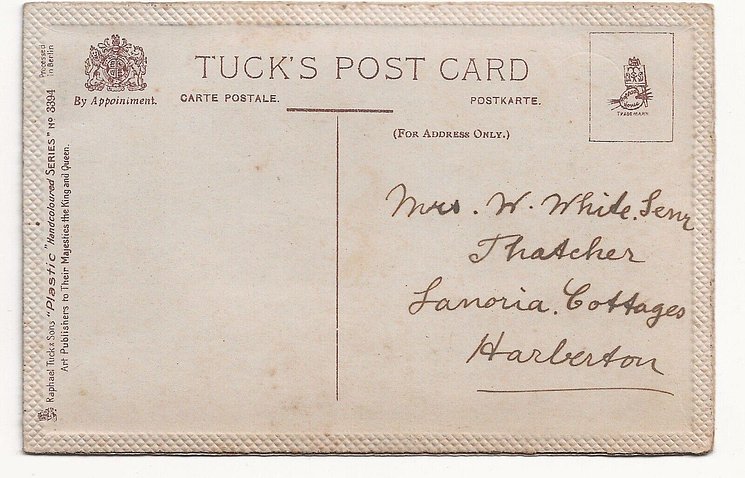 TUCK'S POST CARD
By Appointment.
CARTE POSTALE.
POSTKARTE.
(FOR ADDRESS ONLY.)
TRADE MARK
Raphael Tuck & Sons "Plastic" Handcoloured SERIES" Nº 3394
Art Publishers to Their Majesties the King and Queen.
Processed
in Berlin
Mrs. W. White. Senr
Thatcher
Sanoria. Cottages
Harberton